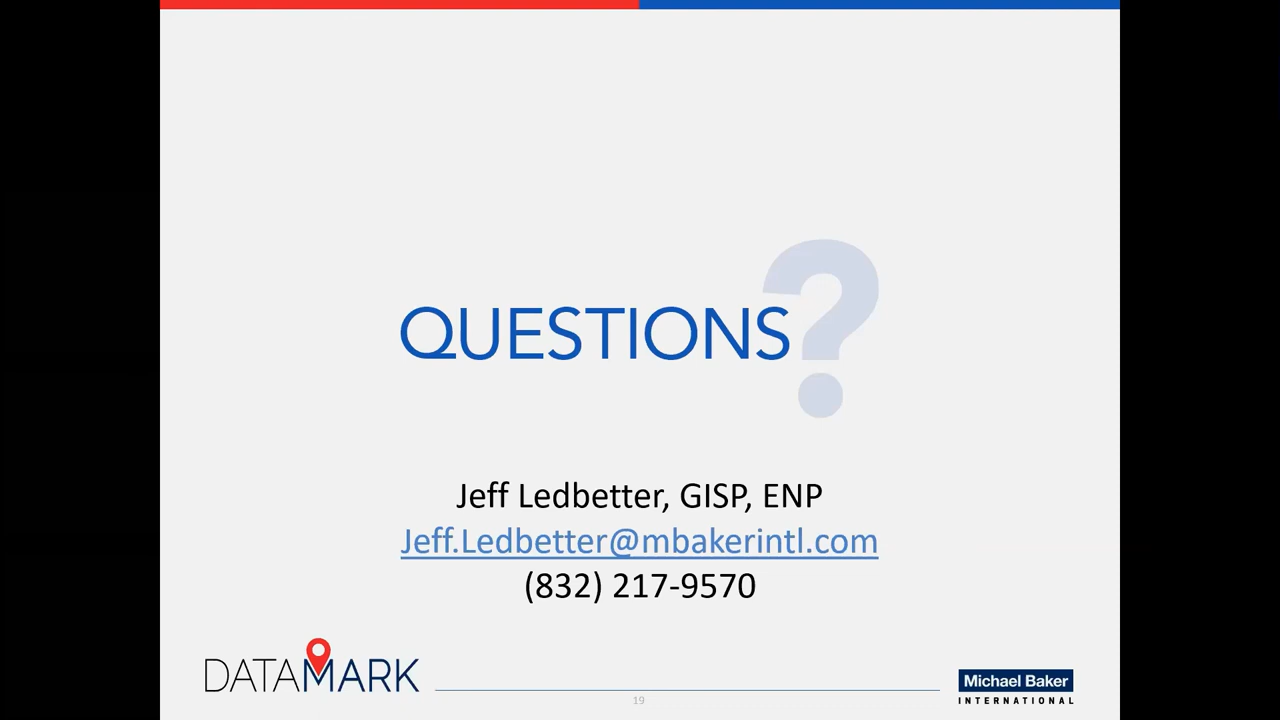 QUESTIONS?
Jeff Ledbetter, GISP, ENP
Jeff.Ledbetter@mbakerintl.com
(832) 217-9570
DATAMARK
19
Michael Baker
INTERNATIONAL